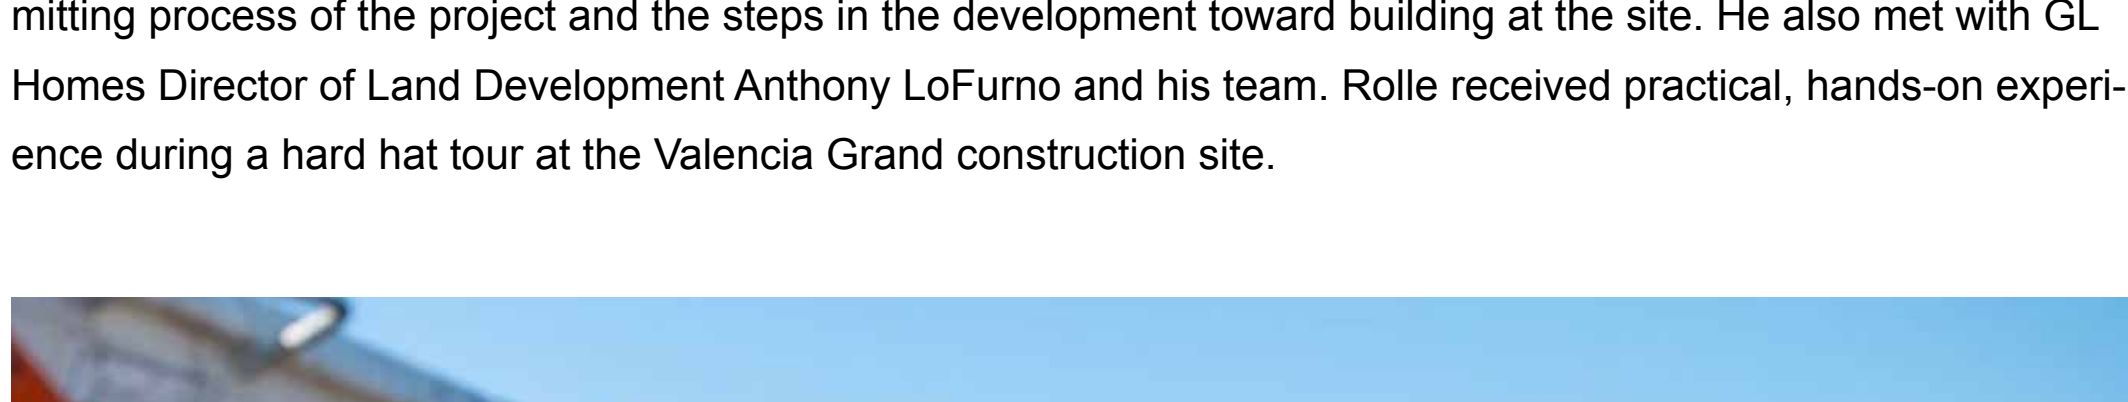 mitting process of the project and the steps in the development toward building at the site. He also met with GL
Homes Director of Land Development Anthony LoFurno and his team. Rolle received practical, hands-on experi-
ence during a hard hat tour at the Valencia Grand construction site.